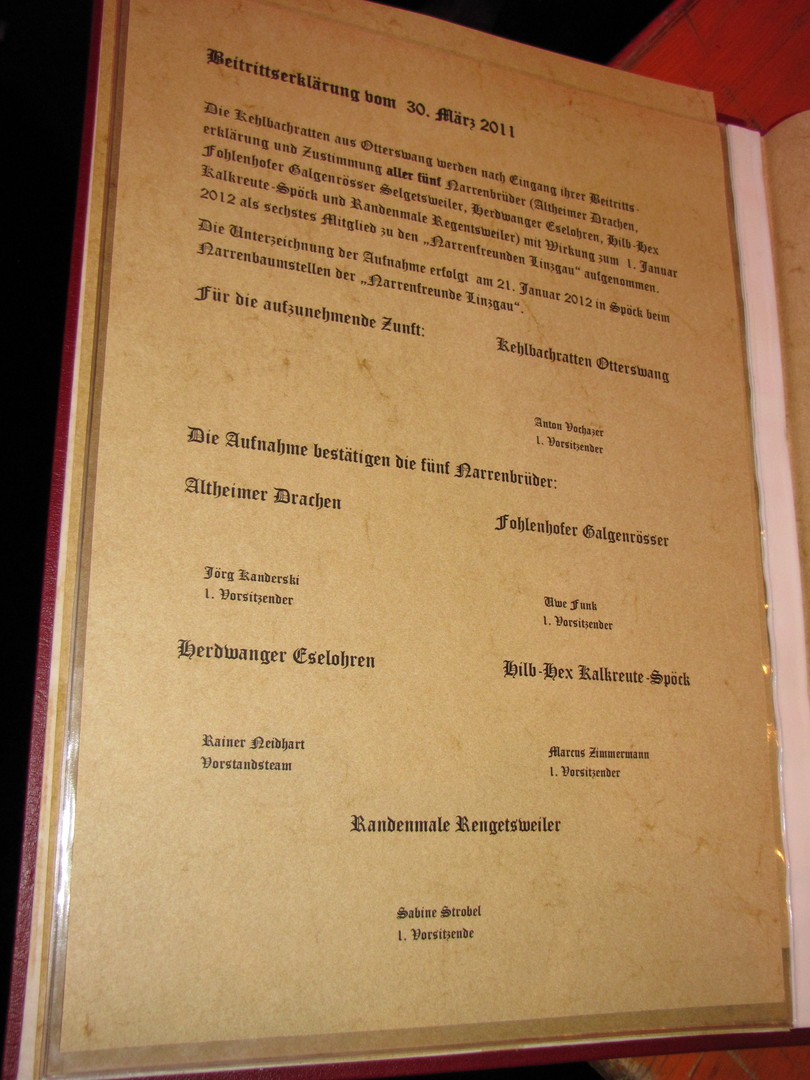 Beitrittserklärung vom 30. März 2011
Die Kehlbachratten aus Otterswang werden nach Eingang ihrer Beitritts-
erklärung und Zustimmung aller fünf Narrenbrüder (Altheimer Drachen,
Fohlenhofer Galgenrösser Selgetsweiler, Herdwanger Eselohren, Hilb-Hex
Kalkreute-Spöck und Randenmale Regentsweiler) mit Wirkung zum 1. Januar
2012 als sechstes Mitglied zu den „Narrenfreunden Linzgau“ aufgenommen.
Die Unterzeichnung der Aufnahme erfolgt am 21. Januar 2012 in Spöck beim
Narrenbaumstellen der „Narrenfreunde Linzgau“.
Für die aufzunehmende Zunft:
Kehlbachratten Otterswang
Anton Vochazer
1. Vorsitzender
Die Aufnahme bestätigen die fünf Narrenbrüder:
Altheimer Drachen
Fohlenhofer Galgenrösser
Jörg Kanderski
1. Vorsitzender
Uwe Funk
1. Vorsitzender
Herdwanger Eselohren
Hilb-Hex Kalkreute-Spöck
Rainer Neidhart
Vorstandsteam
Marcus Zimmermann
1. Vorsitzender
Randenmale Rengetsweiler
Sabine Strobel
1. Vorsitzende